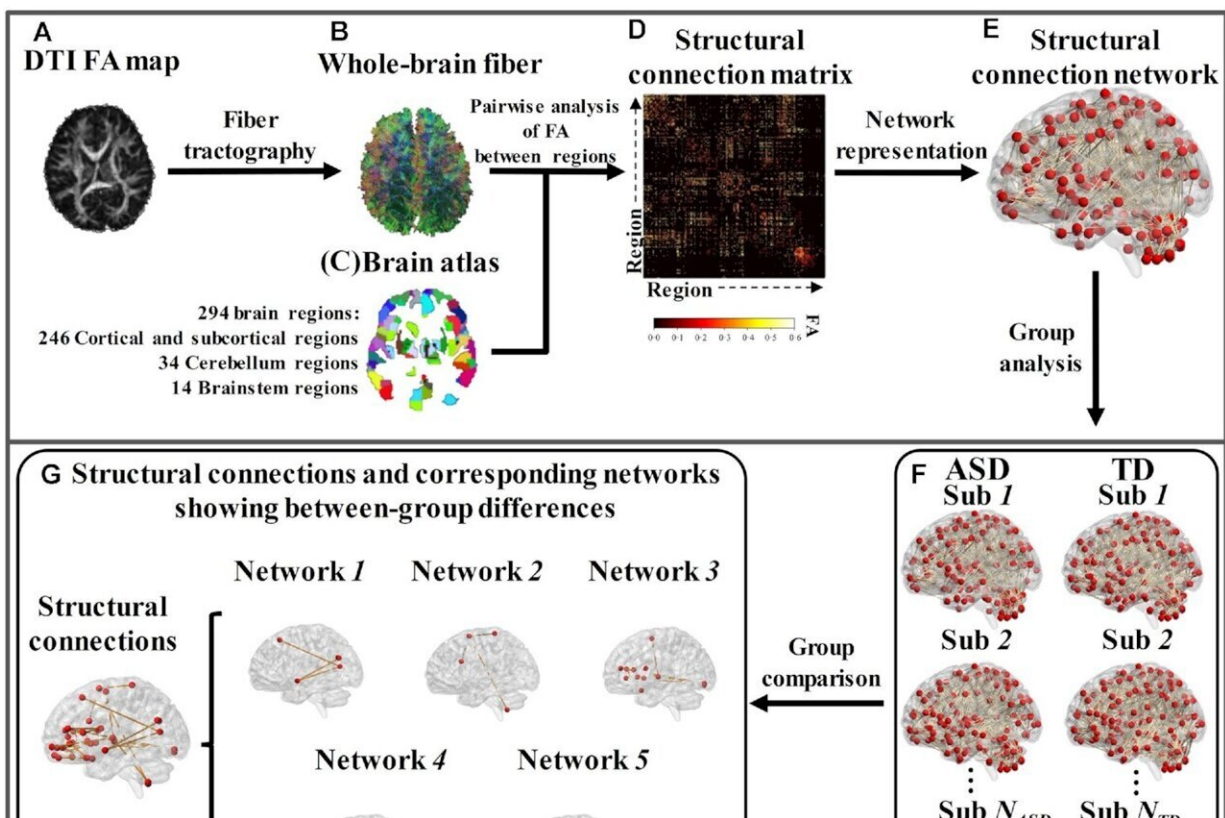 A
DTI FA map
Fiber
tractography
B
Whole-brain fiber
(C)Brain atlas
294 brain regions:
246 Cortical and subcortical regions
34 Cerebellum regions
14 Brainstem regions
Pairwise analysis
of FA
between regions
D
Structural
connection matrix
Region
Region
0·0 0·1 0·2 0·3 0·4 0·5 0·6
FA
Network
representation
E
Structural
connection network
Group
analysis
F
ASD TD
Sub 1 Sub 1
Sub 2 Sub 2
Sub N ASD Sub N TD
Group
comparison
G Structural connections and corresponding networks
showing between-group differences
Structural
connections
Network 1 Network 2 Network 3
Network 4 Network 5